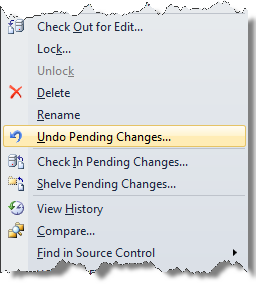 Check Out for Edit...
Lock...
Unlock
Delete
Rename
Undo Pending Changes...
Check In Pending Changes...
Shelve Pending Changes...
View History
Compare...
Find in Source Control